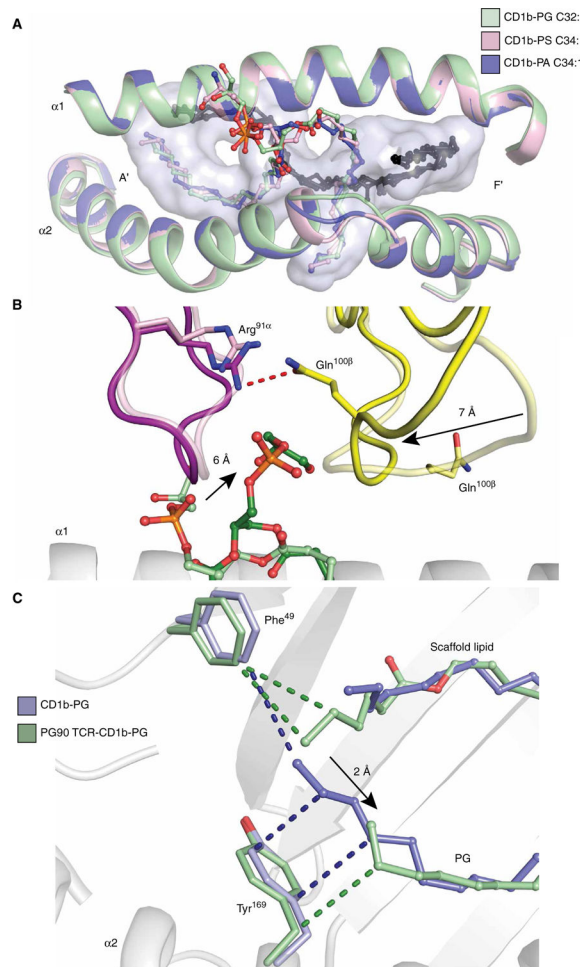 A
CD1b-PG C32:
CD1b-PS C34:
CD1b-PA C34:1
α1
A'
F'
α2
B
Arg91α
Gln100β
7 Å
6 Å
Gln100β
α1
C
Phe49
Scaffold lipid
CD1b-PG
PG90 TCR-CD1b-PG
2 Å
PG
Tyr169
α2